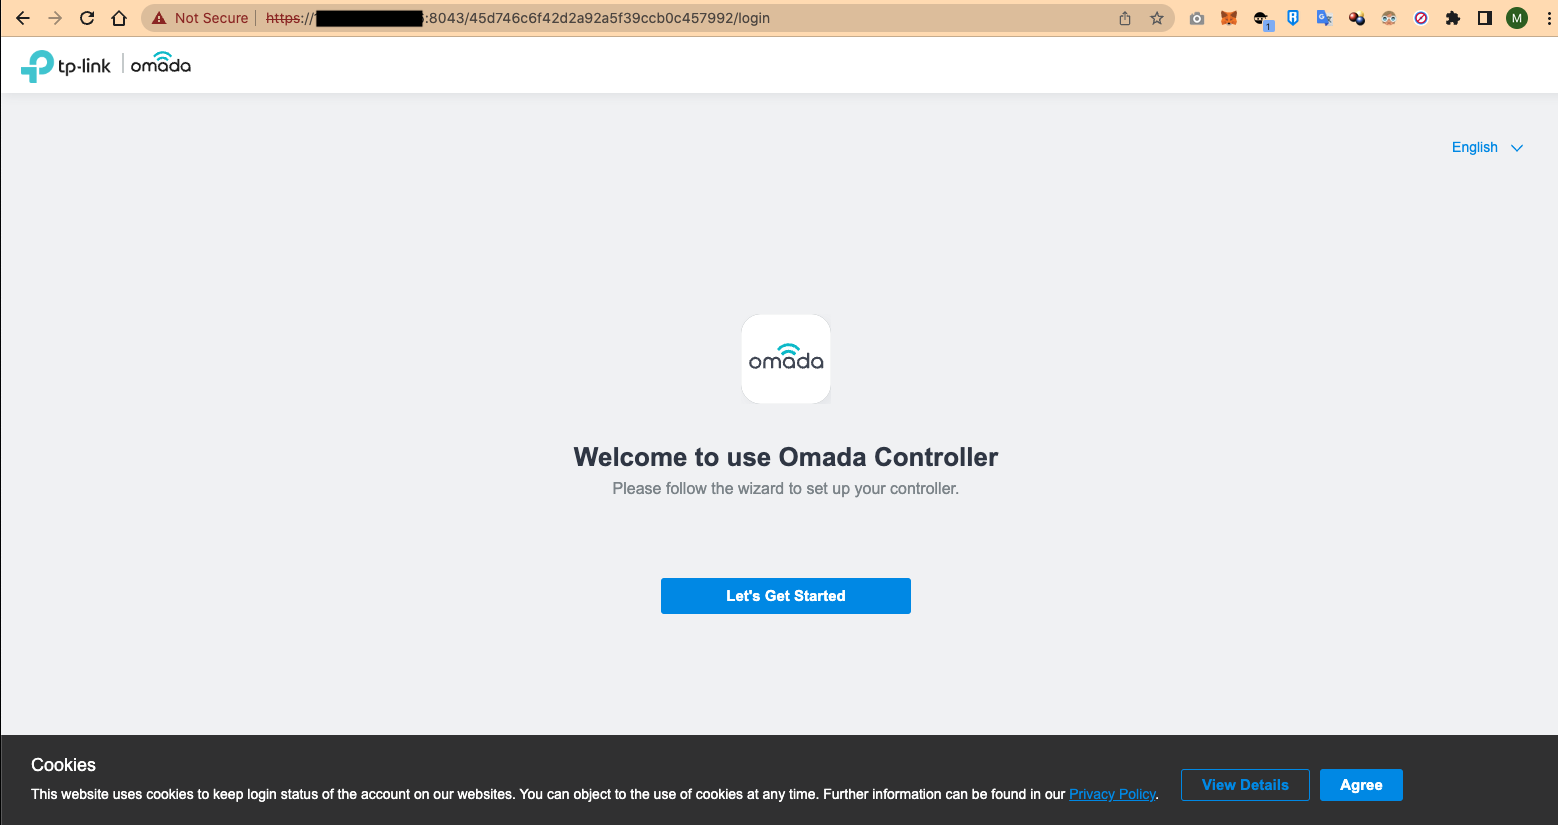 Not Secure https:// :8043/45d746c6f42d2a92a5f39ccb0c457992/login 1 M
tp-link omada
English
omada
Welcome to use Omada Controller
Please follow the wizard to set up your controller.
Let's Get Started
Cookies
This website uses cookies to keep login status of the account on our websites. You can object to the use of cookies at any time. Further information can be found in our Privacy Policy.
View Details
Agree